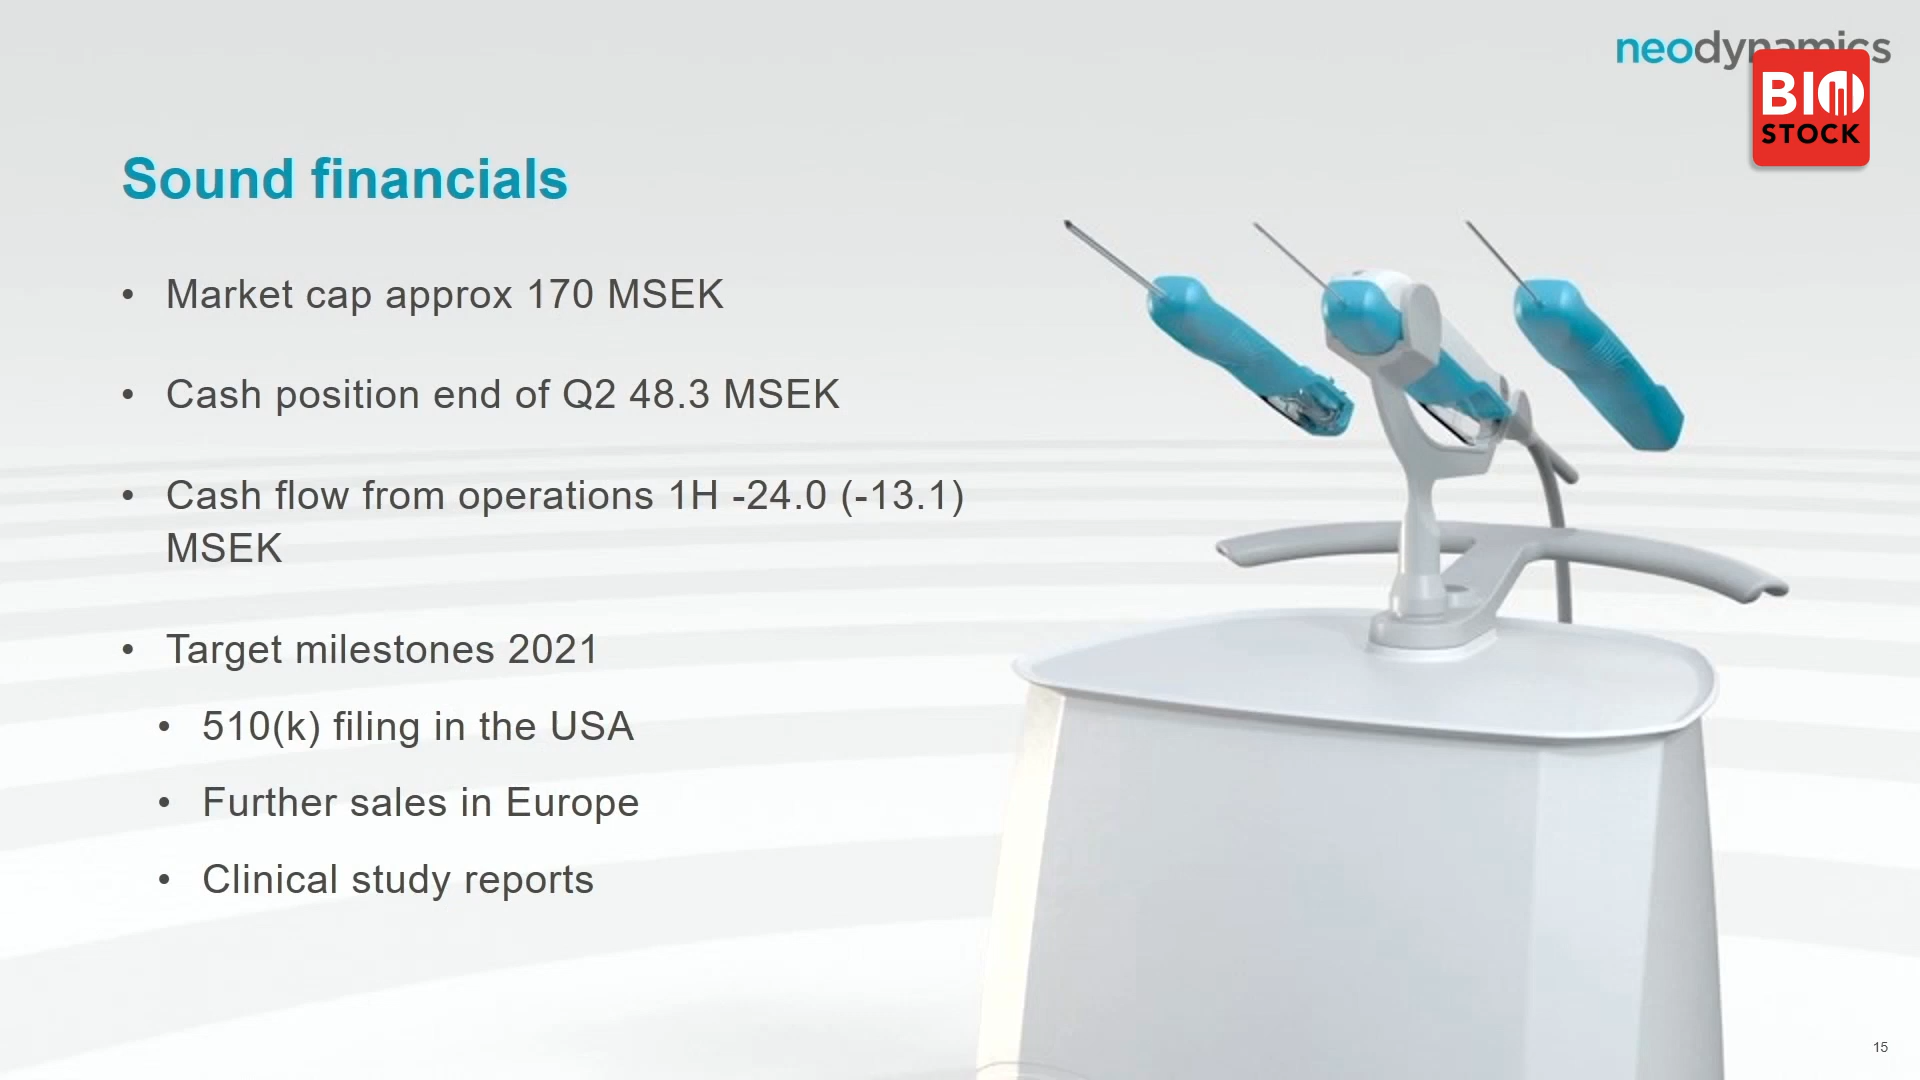 neodynamics
BIO
STOCK
Sound financials
• Market cap approx 170 MSEK
• Cash position end of Q2 48.3 MSEK
• Cash flow from operations 1H -24.0 (-13.1)
MSEK
• Target milestones 2021
• 510(k) filing in the USA
• Further sales in Europe
• Clinical study reports
15